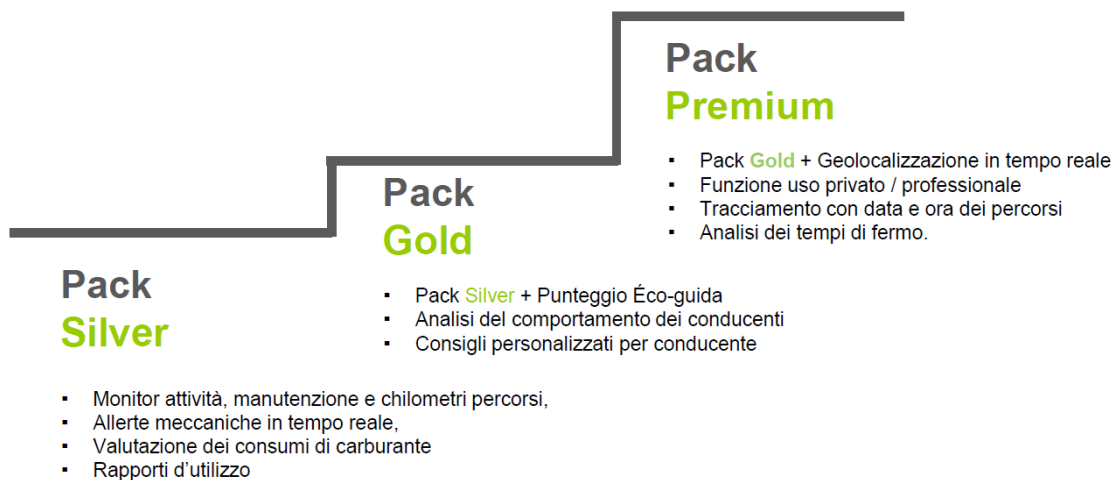 Pack
Silver
▪ Monitor attività, manutenzione e chilometri percorsi,
▪ Allerte meccaniche in tempo reale,
▪ Valutazione dei consumi di carburante
▪ Rapporti d'utilizzo
Pack
Gold
▪ Pack Silver + Punteggio Éco-guida
▪ Analisi del comportamento dei conducenti
▪ Consigli personalizzati per conducente
Pack
Premium
▪ Pack Gold + Geolocalizzazione in tempo reale
▪ Funzione uso privato / professionale
▪ Tracciamento con data e ora dei percorsi
▪ Analisi dei tempi di fermo.